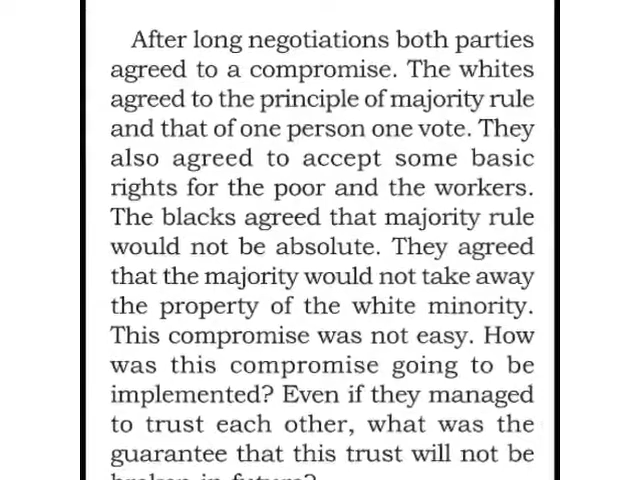 After long negotiations both parties
agreed to a compromise. The whites
agreed to the principle of majority rule
and that of one person one vote. They
also agreed to accept some basic
rights for the poor and the workers.
The blacks agreed that majority rule
would not be absolute. They agreed
that the majority would not take away
the property of the white minority.
This compromise was not easy. How
was this compromise going to be
implemented? Even if they managed
to trust each other, what was the
guarantee that this trust will not be
broken in future?